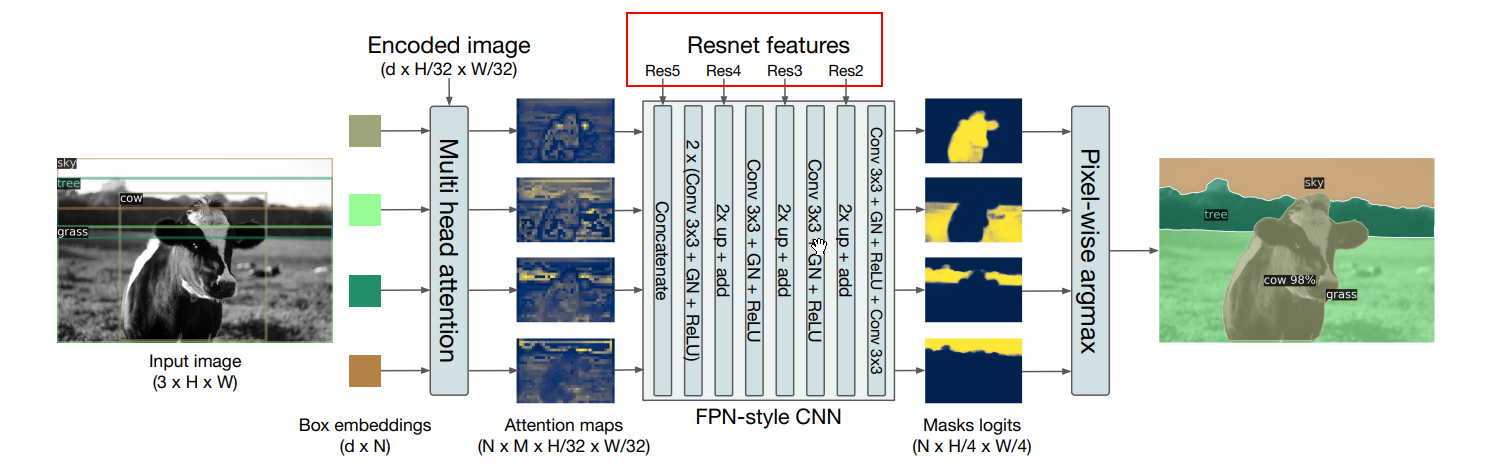 sky
tree
cow
grass
Input image
(3 x H x W)
Box embeddings
(d x N)
Encoded image
(d x H/32 x W/32)
Multi head attention
Attention maps
(N x M x H/32 x W/32)
Resnet features
Res5 Res4 Res3 Res2
Concatenate
2 x (Conv 3x3 + GN + ReLU)
2x up + add
Conv 3x3 + GN + ReLU
2x up + add
Conv 3x3 + GN + ReLU
2x up + add
Conv 3x3 + GN + ReLU + Conv 3x3
FPN-style CNN
Masks logits
(N x H/4 x W/4)
Pixel-wise argmax
sky
tree
cow 98%
grass